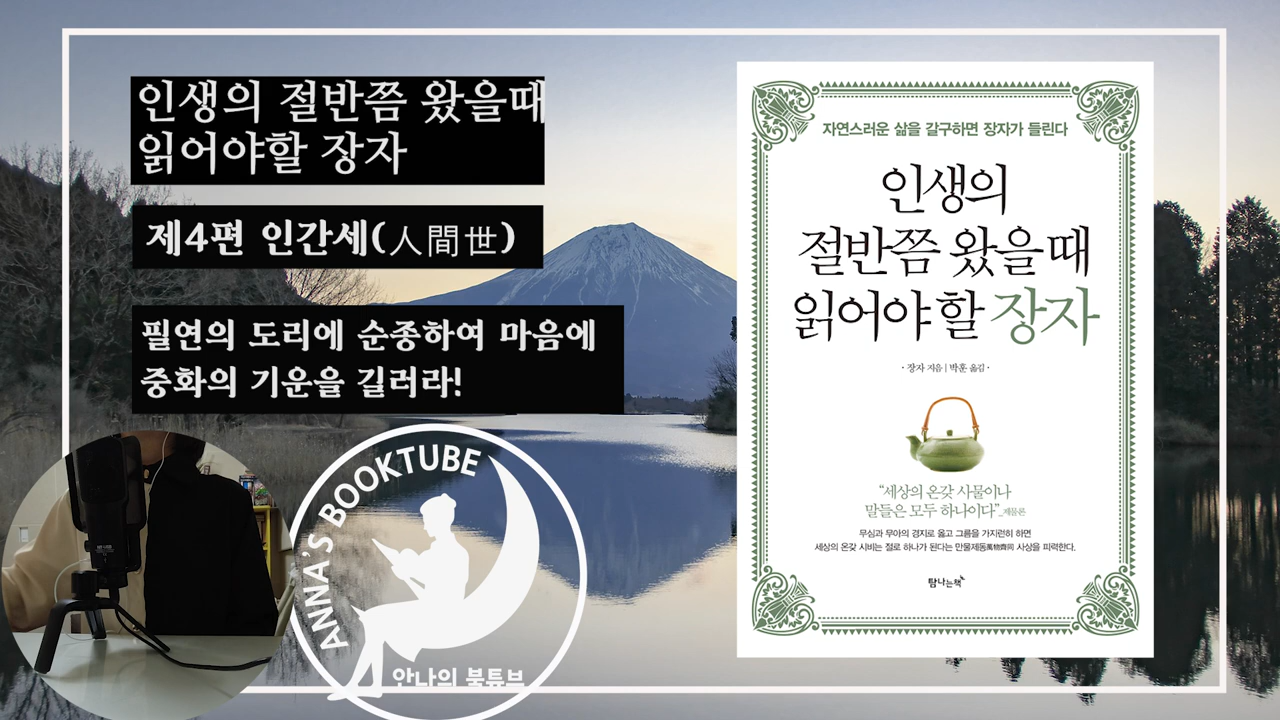 인생의 절반쯤 왔을때
읽어야할 장자
제4편 인간세(人間世)
필연의 도리에 순종하여 마음에
중화의 기운을 길러라!
ANNA'S BOOKTUBE
안나의 북튜브
자연스러운 삶을 갈구하면 장자가 들린다
인생의
절반쯤 왔을 때
읽어야 할 장자
· 장자 지음 | 박훈 옮김 ·
“세상의 온갖 사물이나
말들은 모두 하나이다”_제물론
무심과 무아의 경지로 옳고 그름을 가지런히 하면
세상의 온갖 시비는 절로 하나가 된다는 만물제동萬物齊同 사상을 피력한다.
탐나는책